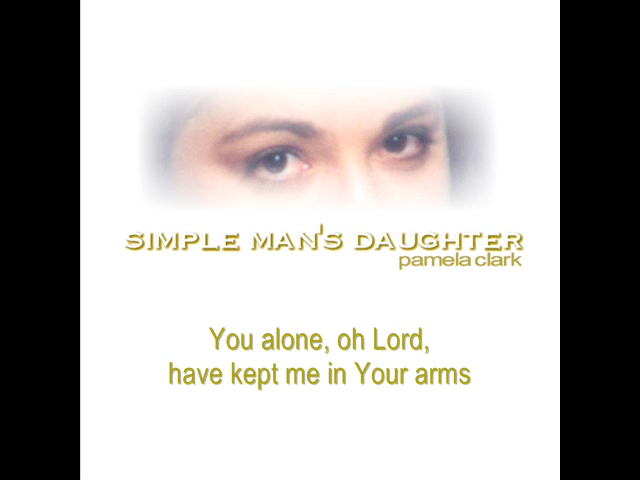 SIMPLE MAN'S DAUGHTER
pamela clark
You alone, oh Lord,
have kept me in Your arms